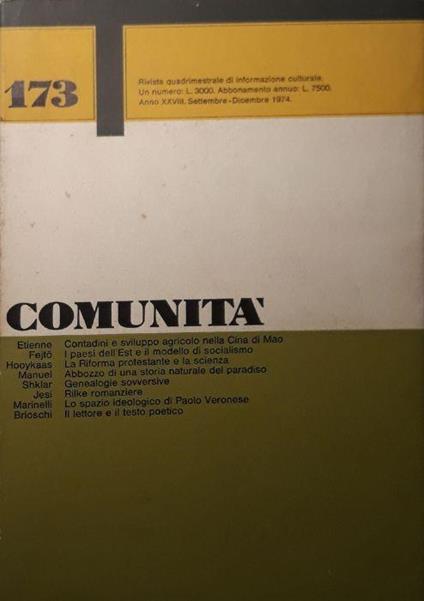 173
Rivista quadrimestrale di informazione culturale.
Un numero: L. 3000. Abbonamento annuo: L. 7500.
Anno XXVIII. Settembre-Dicembre 1974.
COMUNITA'
Etienne Contadini e sviluppo agricolo nella Cina di Mao
Fejtö I paesi dell'Est e il modello di socialismo
Hooykaas La Riforma protestante e la scienza
Manuel Abbozzo di una storia naturale del paradiso
Shklar Genealogie sovversive
Jesi Rilke romanziere
Marinelli Lo spazio ideologico di Paolo Veronese
Brioschi Il lettore e il testo poetico